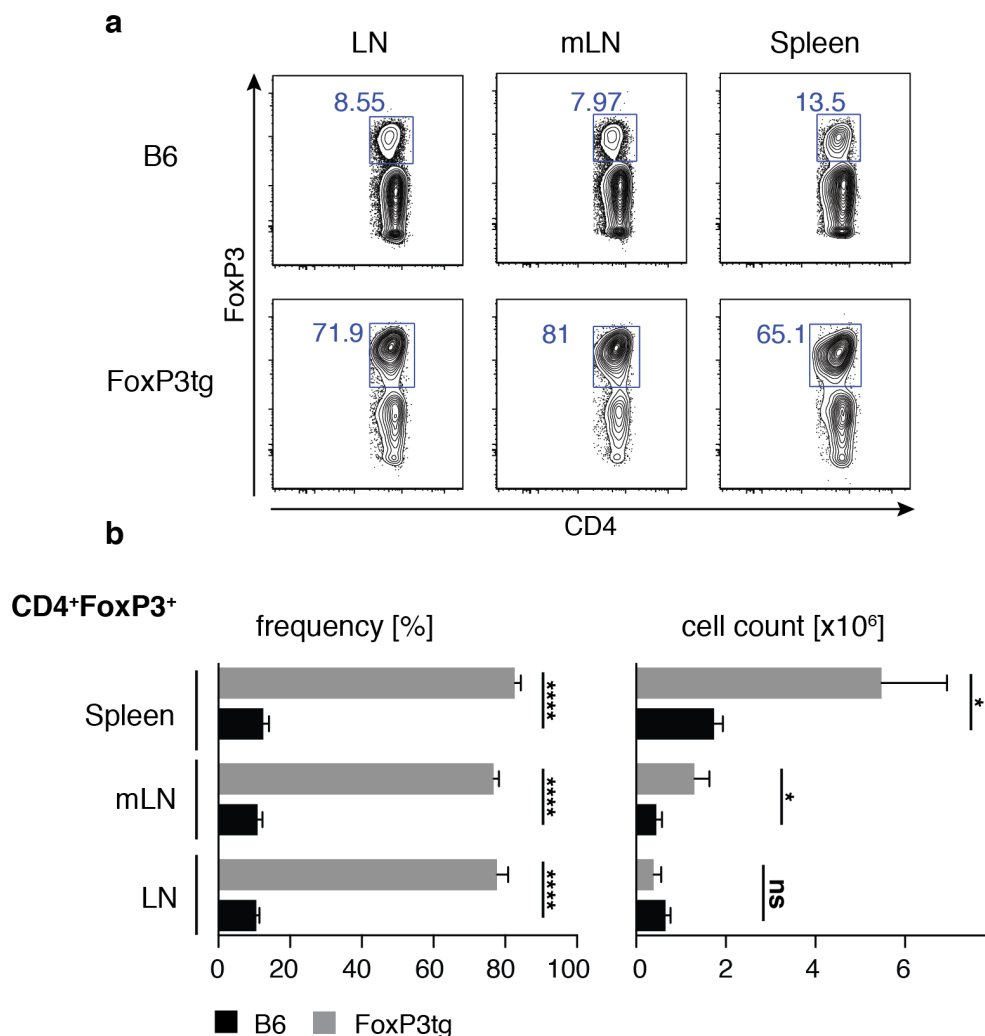 a
LN mLN Spleen
B6
8.55 7.97 13.5
FoxP3
FoxP3tg
71.9 81 65.1
CD4
b
CD4⁺FoxP3⁺
frequency [%] cell count [x10⁶]
Spleen
**** *
mLN
**** *
LN
**** ns
0 20 40 60 80 100 0 2 4 6
B6 FoxP3tg